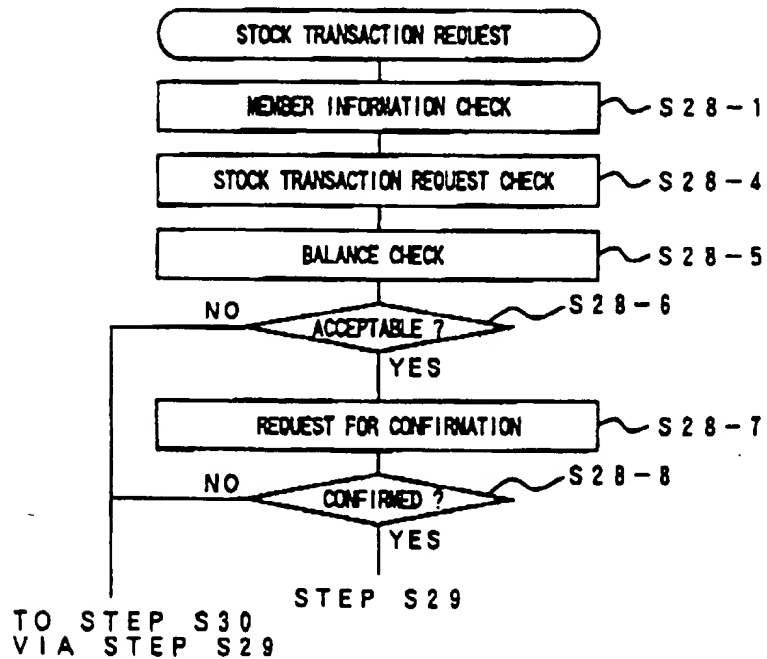 STOCK TRANSACTION REQUEST
MEMBER INFORMATION CHECK
S28-1
STOCK TRANSACTION REQUEST CHECK
S28-4
BALANCE CHECK
S28-5
NO
ACCEPTABLE ?
S28-6
YES
REQUEST FOR CONFIRMATION
S28-7
NO
CONFIRMED ?
S28-8
YES
STEP S29
TO STEP S30
VIA STEP S29